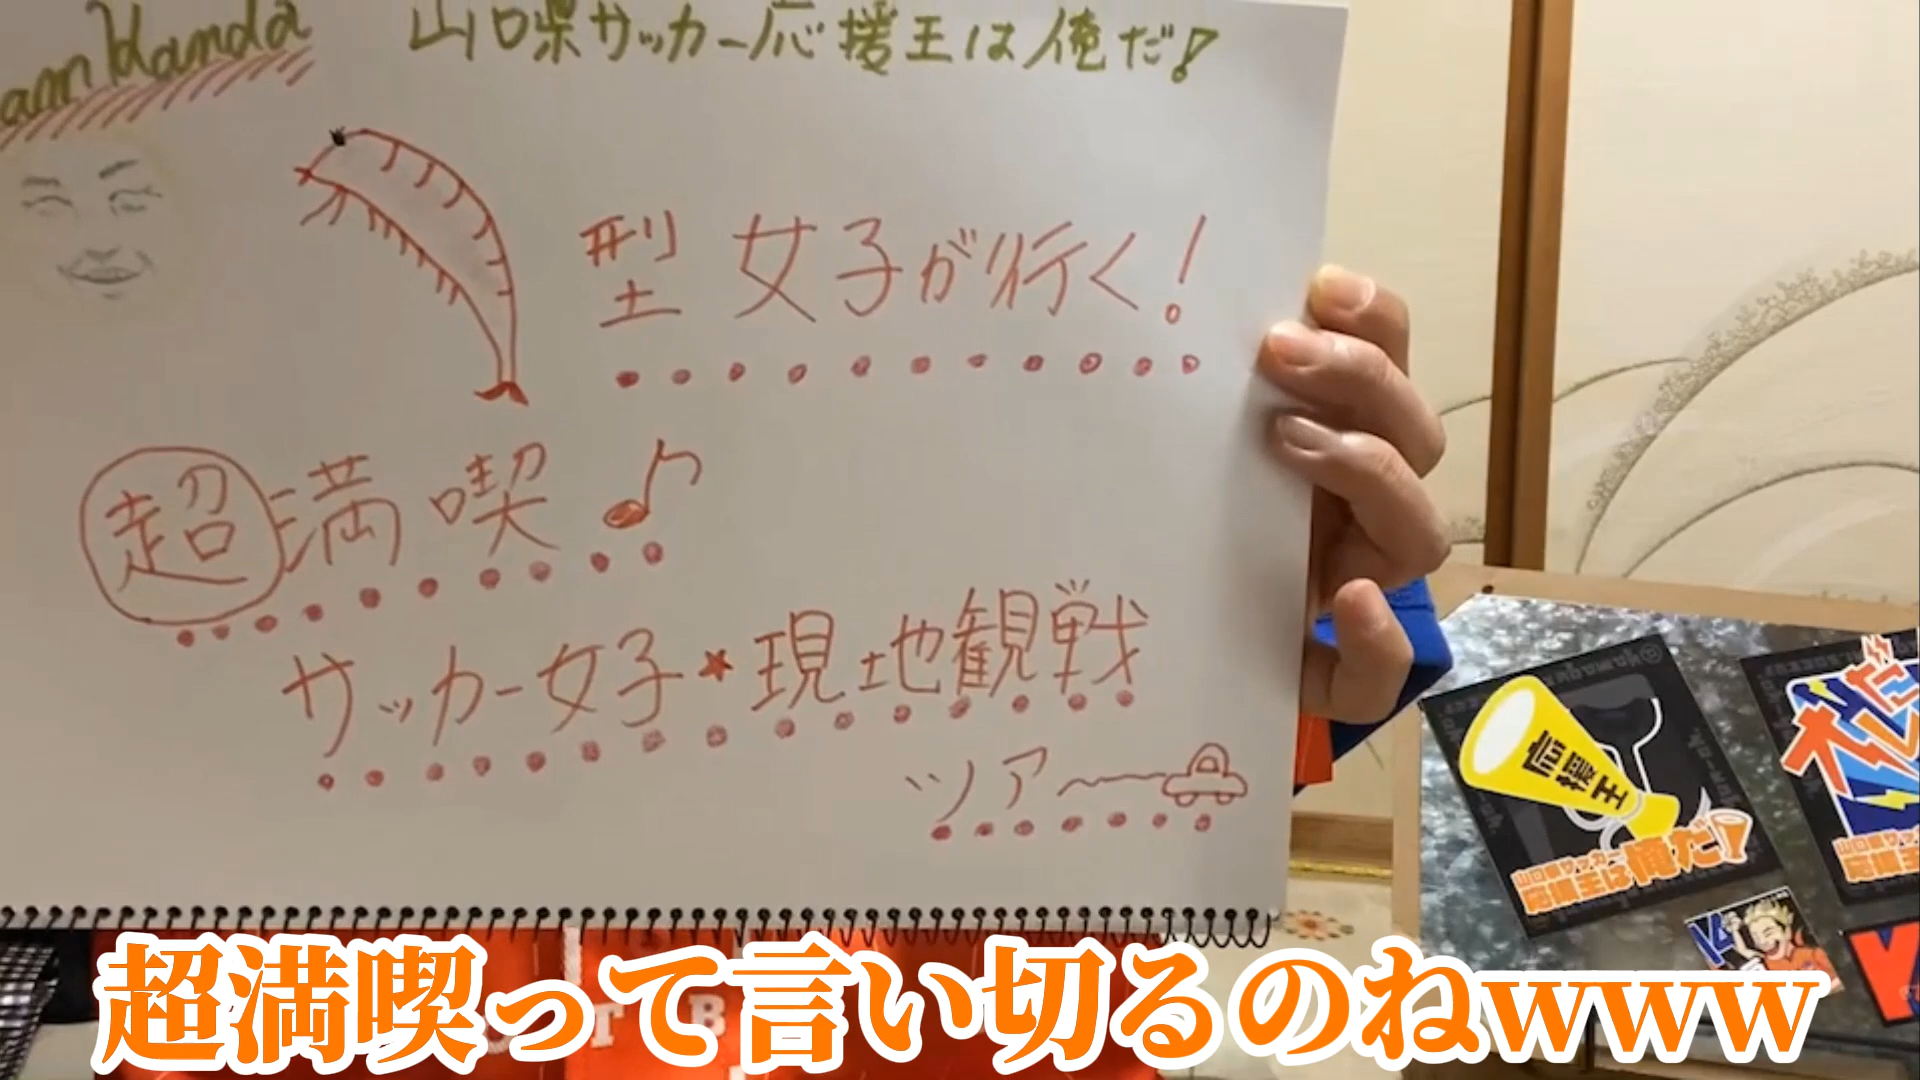 am Kanda
山口県サッカー応援王は俺だ!
型 女子が行く!
超満喫♪
サッカー女子★現地観戦
ツアー
応援王
山口県サッカー
応援王は俺だ!
超満喫って言い切るのねwww